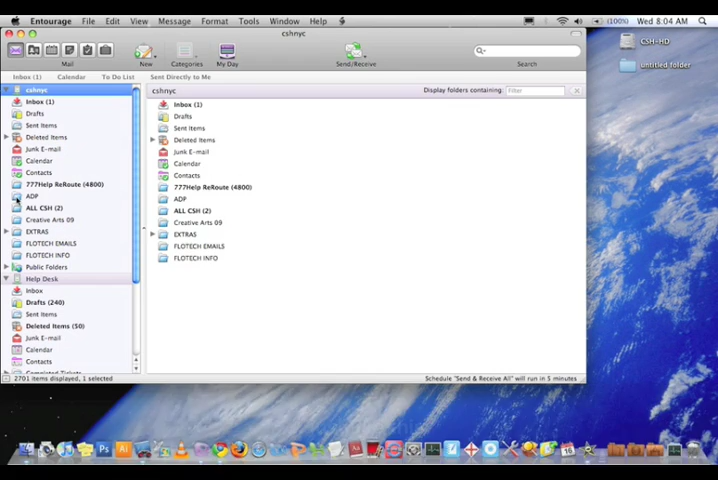 Entourage File Edit View Message Format Tools Window Help (100%) Wed 8:04 AM
cshnyc
CSH-HD
Mail New Categories My Day Send/Receive Search
untitled folder
Inbox (1) Calendar To Do List Sent Directly to Me
cshnyc
Inbox (1)
Drafts
Sent Items
Deleted Items
Junk E-mail
Calendar
Contacts
777Help ReRoute (4800)
ADP
ALL CSH (2)
Creative Arts 09
EXTRAS
FLOTECH EMAILS
FLOTECH INFO
Public Folders
Help Desk
Inbox
Drafts (240)
Sent Items
Deleted Items (50)
Junk E-mail
Calendar
Contacts
Completed Tickets
cshnyc Display folders containing: Filter
Inbox (1)
Drafts
Sent Items
Deleted Items
Junk E-mail
Calendar
Contacts
777Help ReRoute (4800)
ADP
ALL CSH (2)
Creative Arts 09
EXTRAS
FLOTECH EMAILS
FLOTECH INFO
2701 items displayed, 1 selected Schedule "Send & Receive All" will run in 5 minutes
Ps Ai Aa 16